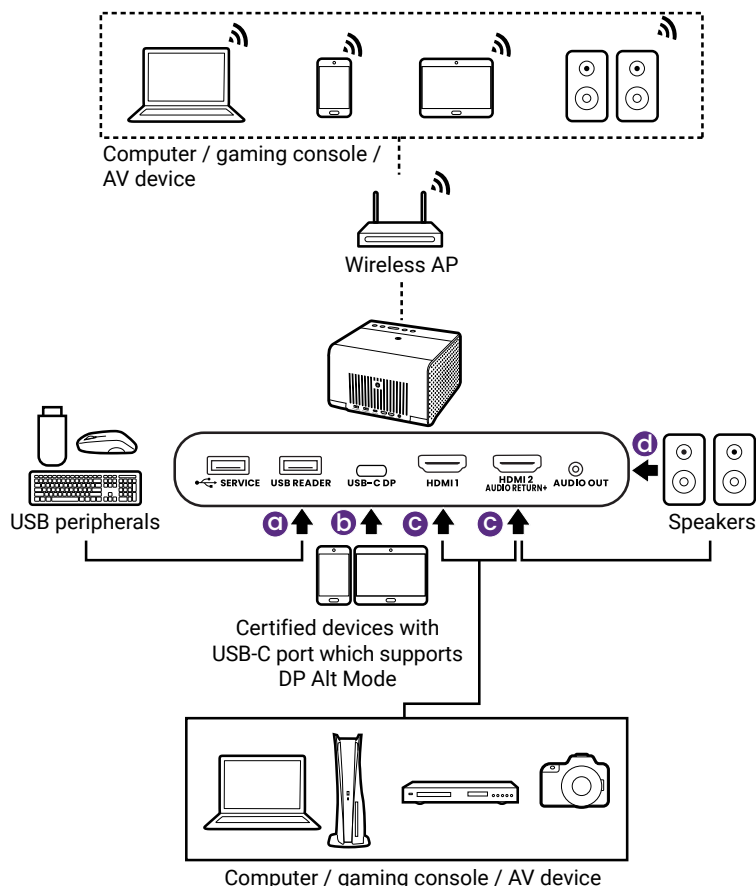 Computer / gaming console /
AV device
Wireless AP
SERVICE
USB READER
USB-C DP
HDMI 1
HDMI 2
AUDIO RETURN+
AUDIO OUT
d
USB peripherals
a
b
c
c
Speakers
Certified devices with
USB-C port which supports
DP Alt Mode
Computer / gaming console / AV device